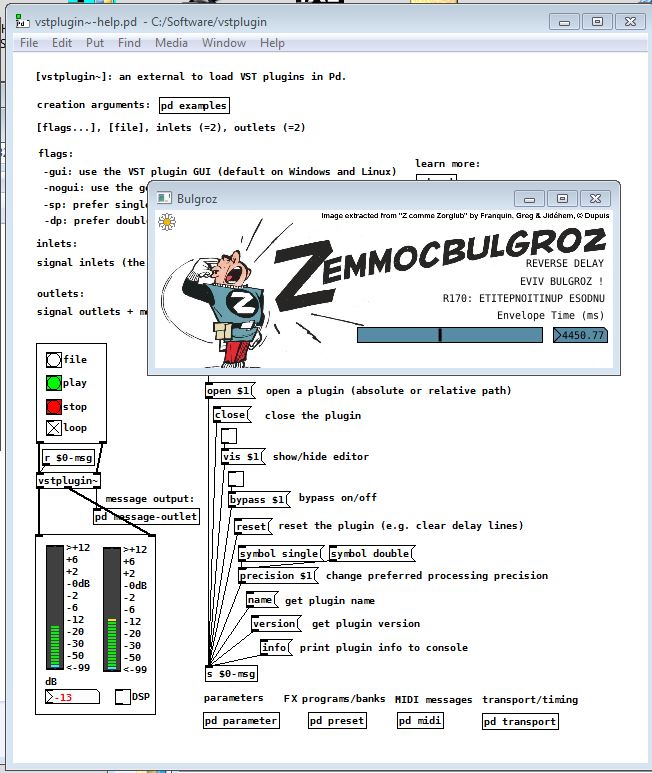 vstplugin~-help.pd - C:/Software/vstplugin
File Edit Put Find Media Window Help
[vstplugin~]: an external to load VST plugins in Pd.
creation arguments: pd examples
[flags...], [file], inlets (=2), outlets (=2)
flags:
learn more:
-gui: use the VST plugin GUI (default on Windows and Linux)
-nogui: use the
-sp: prefer
-dp: prefer
inlets:
signal inlets (the
outlets:
signal outlets +
Bulgroz
Image extracted from "Z comme Zorglub" by Franquin, Greg & Jidéhem, © Dupuis
ZEMMOCBULGROZ
REVERSE DELAY
EVIV BULGROZ !
R170: ETITEPNOITINUP ESODNU
Envelope Time (ms)
4450.77
Z
file
play
stop
loop
r $0-msg
vstplugin~
message output:
pd message-outlet
>+12
+6
+2
-0dB
-2
-6
-12
-20
-30
-50
<-99
>+12
+6
+2
-0dB
-2
-6
-12
-20
-30
-50
<-99
dB
-13
DSP
open $1 open a plugin (absolute or relative path)
close close the plugin
vis $1 show/hide editor
bypass $1 bypass on/off
reset reset the plugin (e.g. clear delay lines)
symbol single symbol double
precision $1 change preferred processing precision
name get plugin name
version get plugin version
info print plugin info to console
s $0-msg
parameters FX programs/banks MIDI messages transport/timing
pd parameter pd preset pd midi pd transport